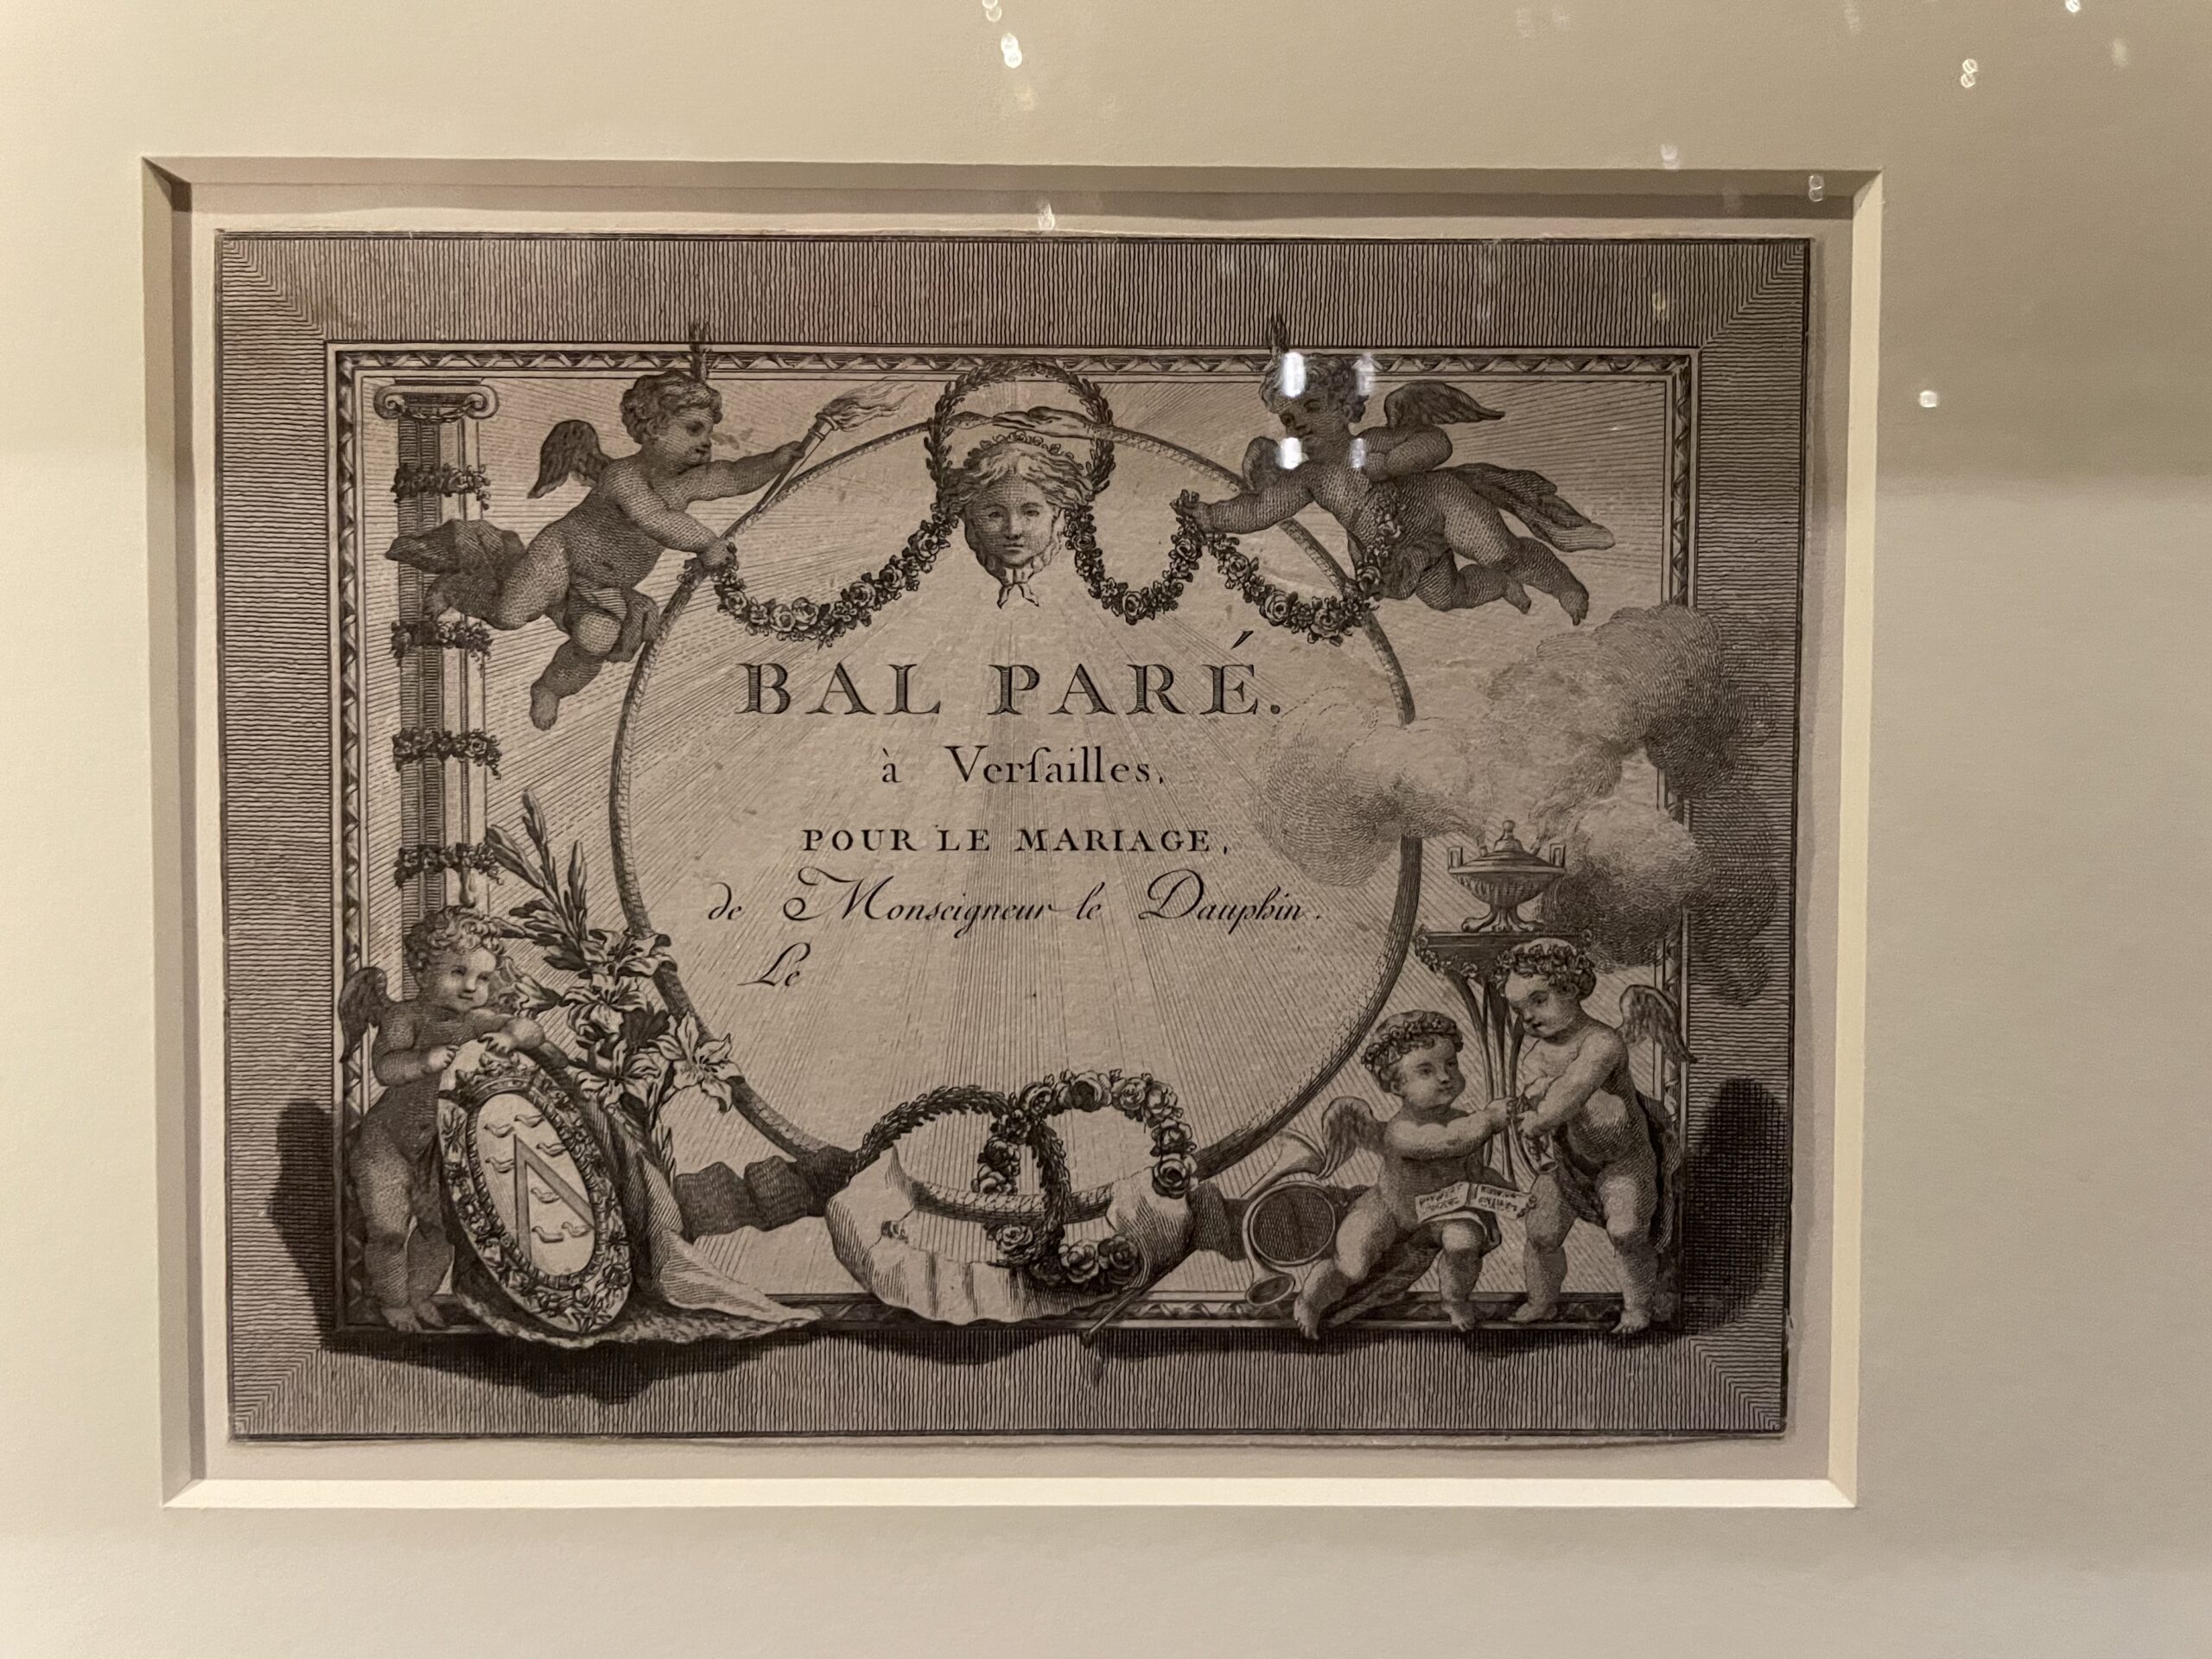 BAL PARÉ.
à Verſailles,
POUR LE MARIAGE,
de Monseigneur le Dauphin.
Le